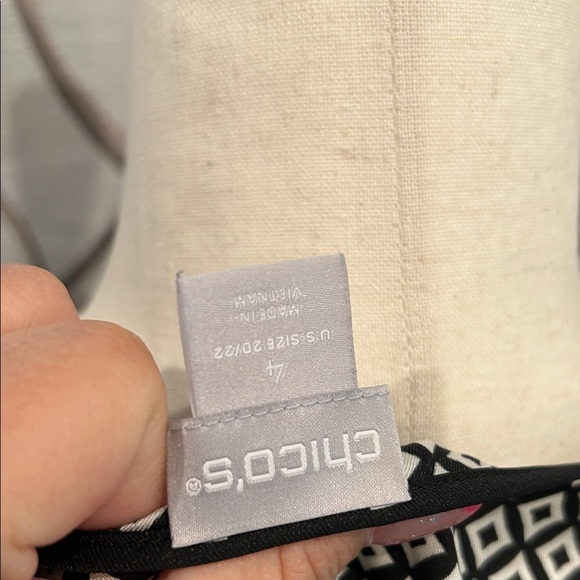 chico's®
4
U.S. SIZE 20/22
MADE IN
VIETNAM